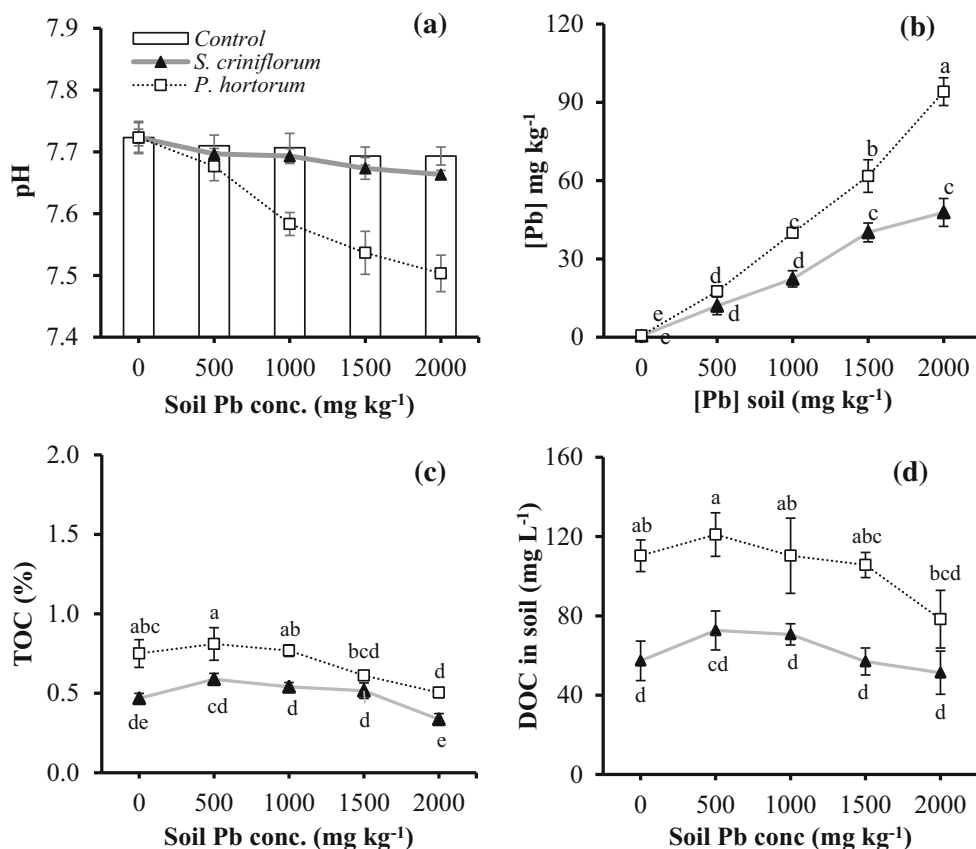 (a)
Control
S. criniflorum
P. hortorum
7.9
7.8
7.7
7.6
7.5
7.4
pH
0 500 1000 1500 2000
Soil Pb conc. (mg kg-1)
(b)
90
60
30
0
[Pb] mg kg-1
a
b
c
c
c
d
d
d
e
e
0 500 1000 1500 2000
[Pb] soil (mg kg-1)
(c)
2.0
1.5
1.0
0.5
0.0
TOC (%)
abc a ab bcd d
de cd d d e
0 500 1000 1500 2000
Soil Pb conc. (mg kg-1)
(d)
160
120
80
40
0
DOC in soil (mg L-1)
ab a ab abc bcd
d cd d d d
0 500 1000 1500 2000
Soil Pb conc (mg kg-1)